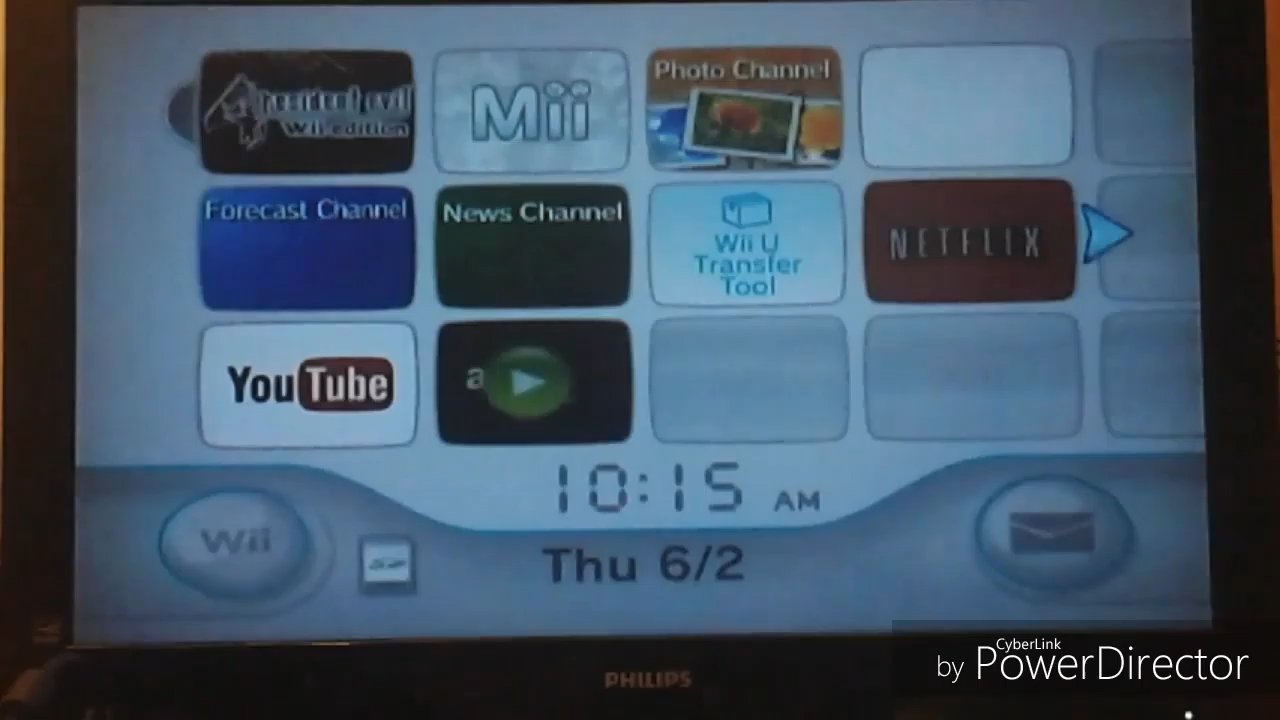 resident evil
4
Wii edition
Mii
Photo Channel
Forecast Channel
News Channel
Wii U
Transfer
Tool
NETFLIX
YouTube
a
10:15 AM
Wii
Thu 6/2
PHILIPS
CyberLink
by PowerDirector